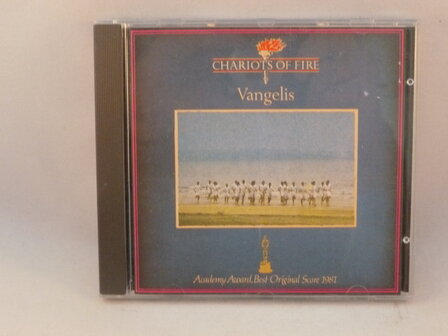 CHARIOTS OF FIRE
Vangelis
Academy Award, Best Original Score 1981